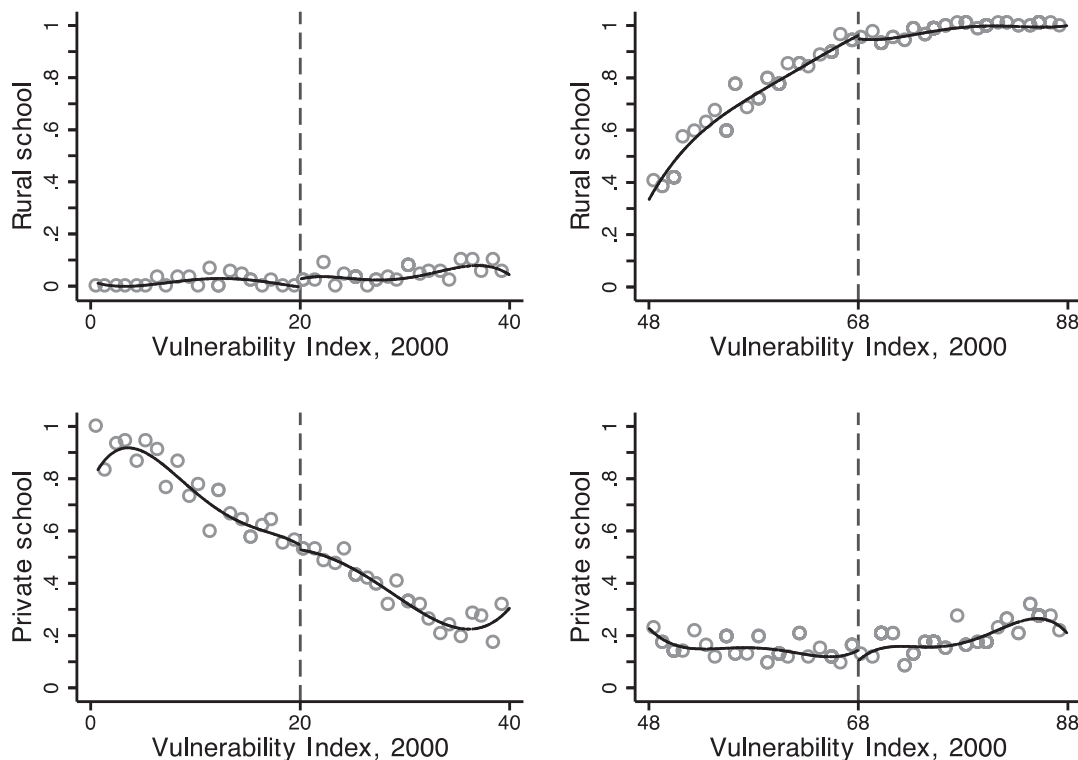 Rural school
0 .2 .4 .6 .8 1
0 20 40
Vulnerability Index, 2000
Rural school
0 .2 .4 .6 .8 1
48 68 88
Vulnerability Index, 2000
Private school
0 .2 .4 .6 .8 1
0 20 40
Vulnerability Index, 2000
Private school
0 .2 .4 .6 .8 1
48 68 88
Vulnerability Index, 2000